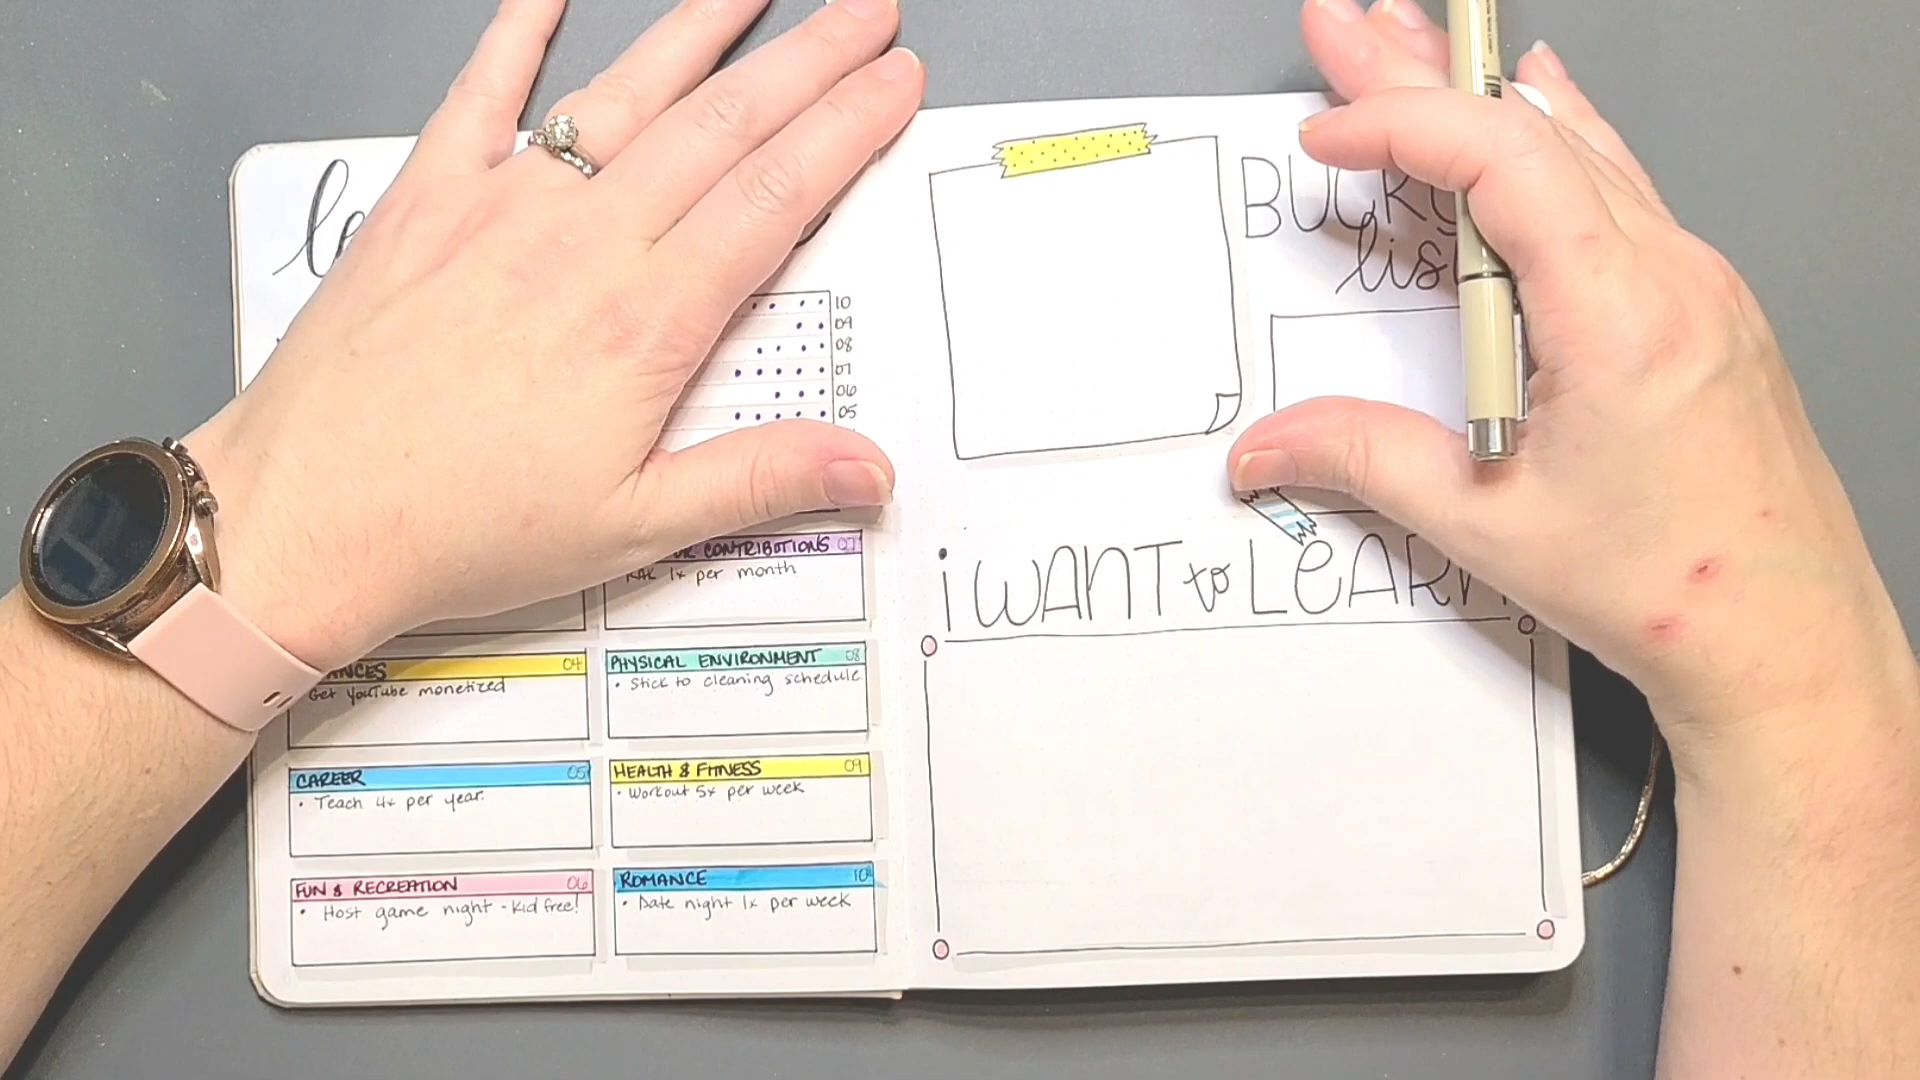 le
10
09
08
07
06
05
CONTRIBUTIONS 07
1x per month
04
Get YouTube monetized
PHYSICAL ENVIRONMENT 08
• Stick to cleaning schedule
CAREER 05
• Teach 4x per year.
HEALTH & FITNESS 09
• Workout 5x per week
FUN & RECREATION 06
• Host game night - Kid free!
ROMANCE 10
• Date night 1x per week
BUCK
lis
i WANT to LEARN